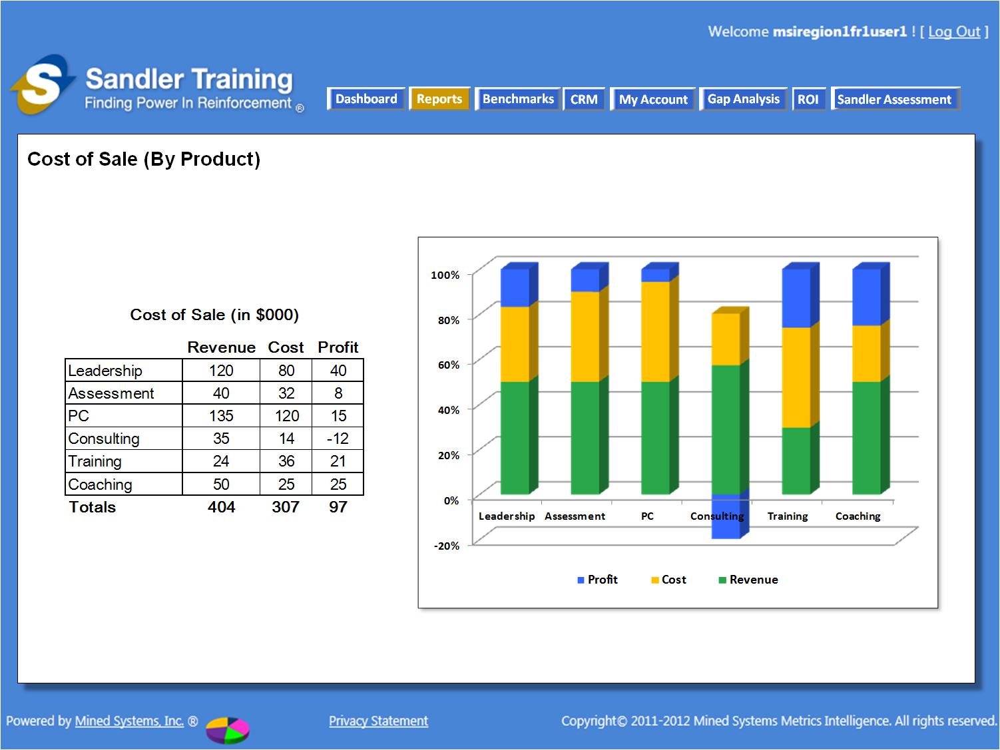 Welcome msiregion1fr1user1 ! [ Log Out ]
S
Sandler Training
Finding Power In Reinforcement ®
Dashboard Reports Benchmarks CRM My Account Gap Analysis ROI Sandler Assessment
Cost of Sale (By Product)
Cost of Sale (in $000)
Revenue Cost Profit
Leadership 120 80 40
Assessment 40 32 8
PC 135 120 15
Consulting 35 14 -12
Training 24 36 21
Coaching 50 25 25
Totals 404 307 97
100%
80%
60%
40%
20%
0%
-20%
Leadership Assessment PC Consulting Training Coaching
Profit Cost Revenue
Powered by Mined Systems, Inc. ® Privacy Statement Copyright© 2011-2012 Mined Systems Metrics Intelligence. All rights reserved.